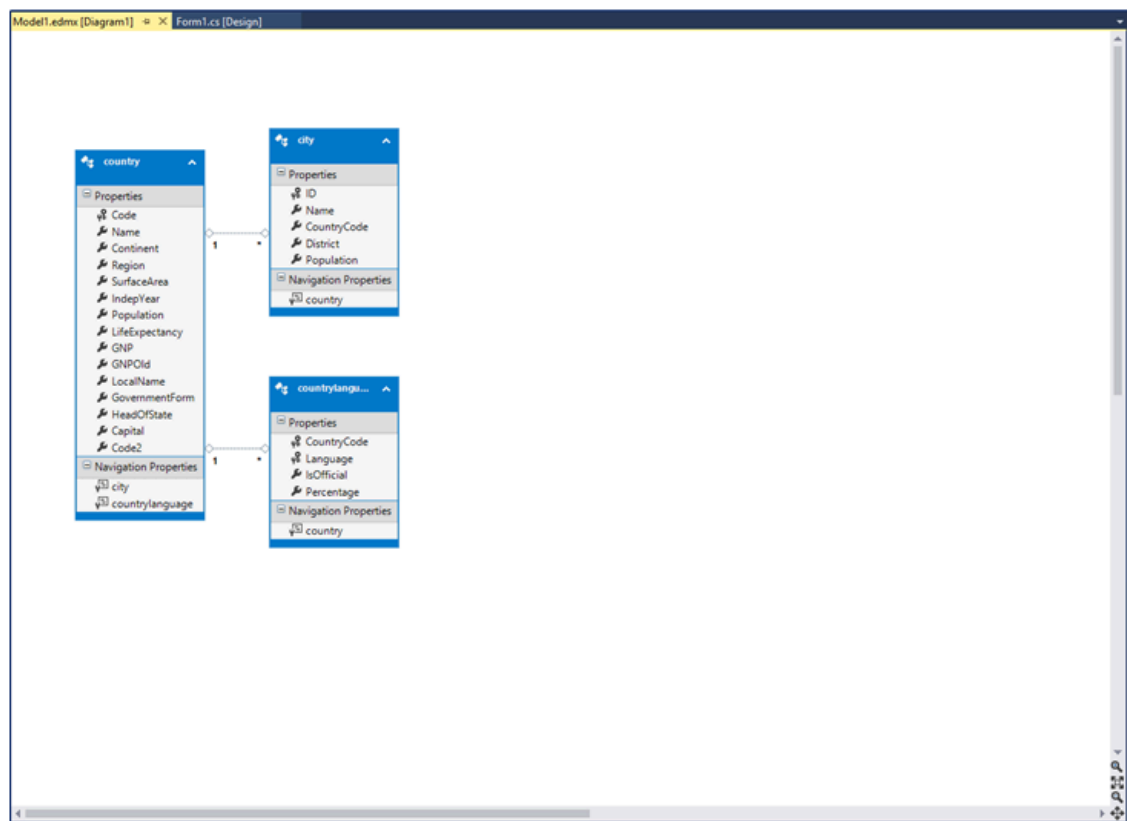 Model1.edmx [Diagram1] Form1.cs [Design]
country
Properties
Code
Name
Continent
Region
SurfaceArea
IndepYear
Population
LifeExpectancy
GNP
GNPOld
LocalName
GovernmentForm
HeadOfState
Capital
Code2
Navigation Properties
city
countrylanguage
1 *
1 *
city
Properties
ID
Name
CountryCode
District
Population
Navigation Properties
country
countrylangu...
Properties
CountryCode
Language
IsOfficial
Percentage
Navigation Properties
country